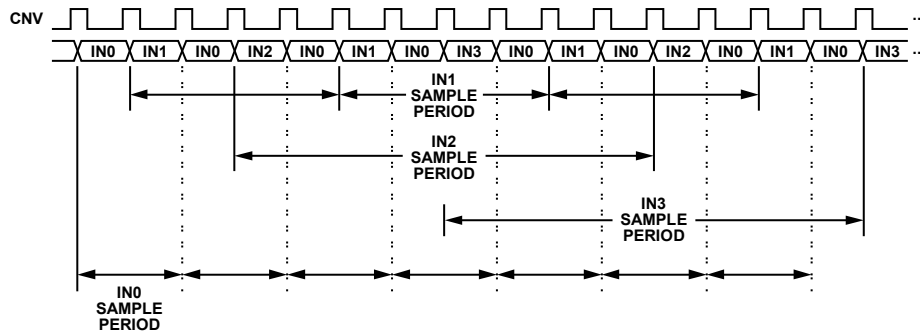 CNV
IN0 IN1 IN0 IN2 IN0 IN1 IN0 IN3 IN0 IN1 IN0 IN2 IN0 IN1 IN0 IN3
IN1
SAMPLE
PERIOD
IN2
SAMPLE
PERIOD
IN3
SAMPLE
PERIOD
IN0
SAMPLE
PERIOD